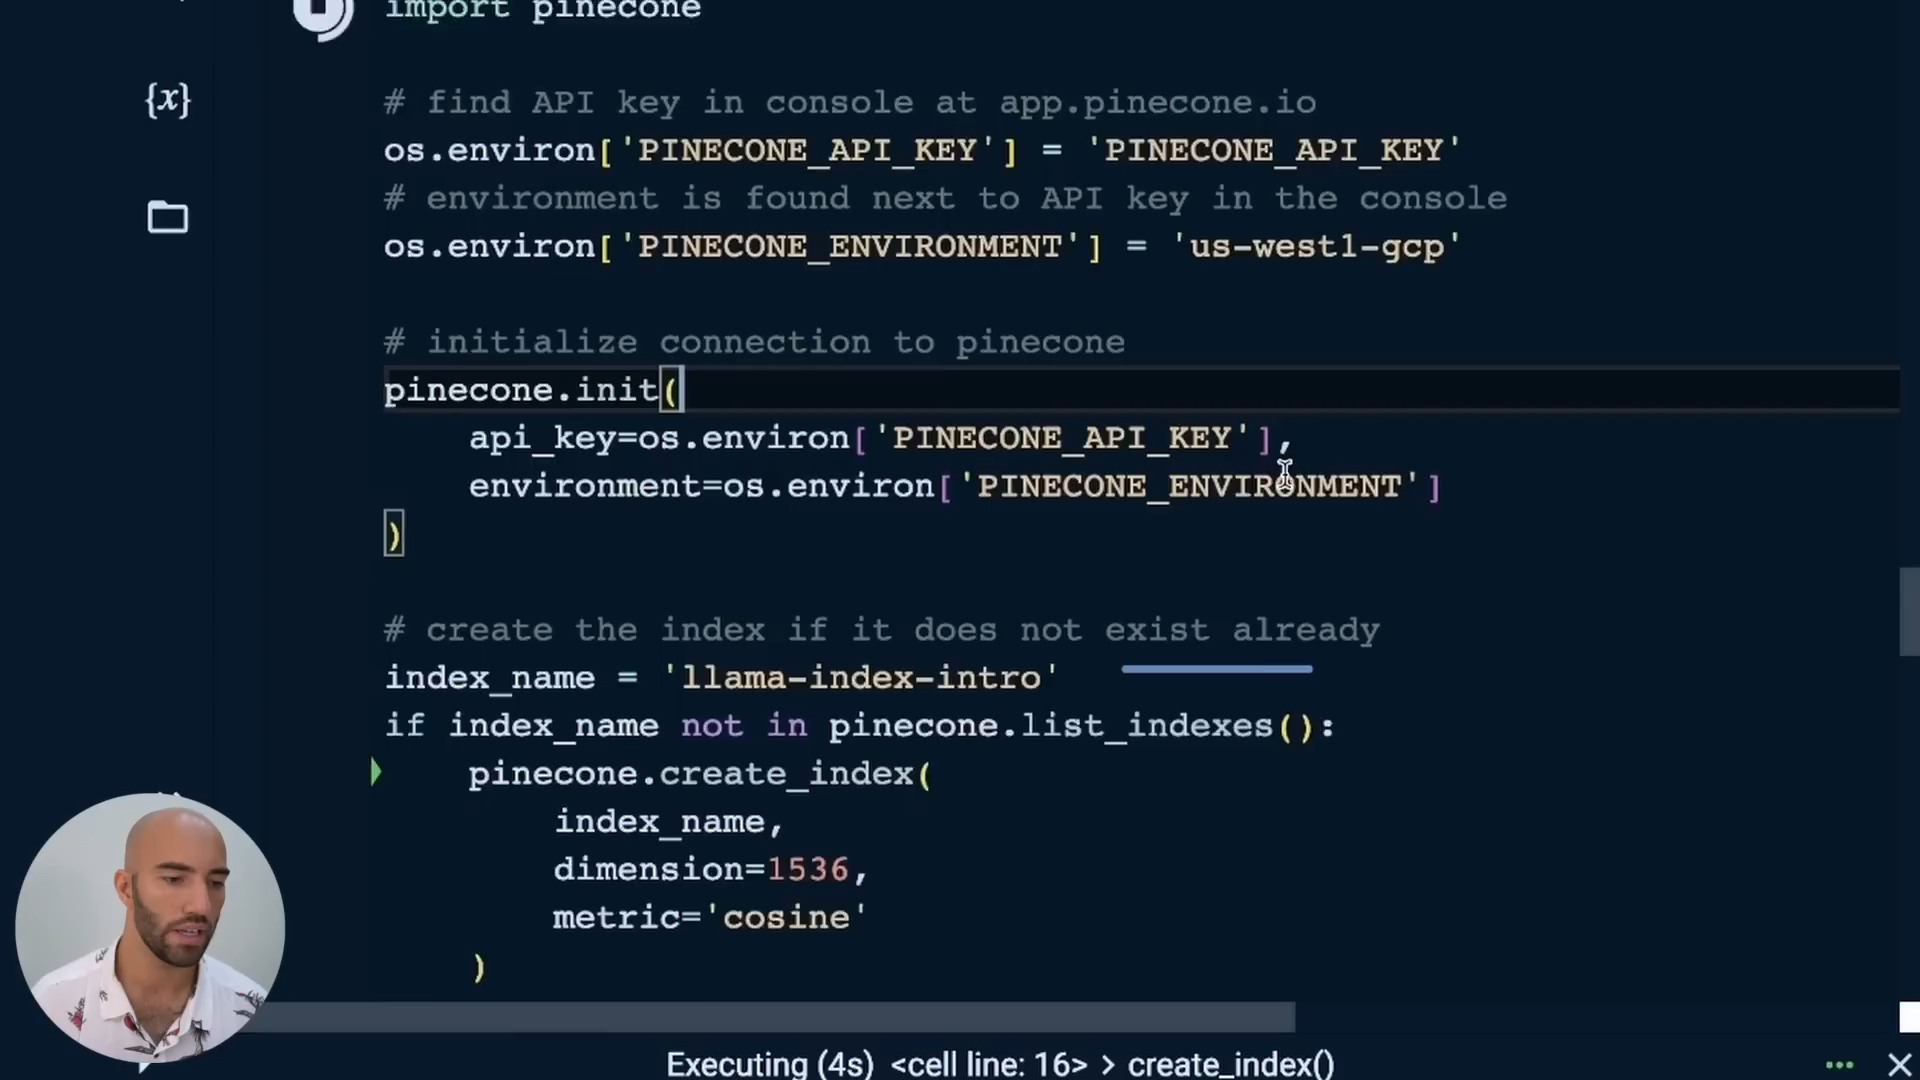 import pinecone
{x}
# find API key in console at app.pinecone.io
os.environ['PINECONE_API_KEY'] = 'PINECONE_API_KEY'
# environment is found next to API key in the console
os.environ['PINECONE_ENVIRONMENT'] = 'us-west1-gcp'
# initialize connection to pinecone
pinecone.init(
    api_key=os.environ['PINECONE_API_KEY'],
    environment=os.environ['PINECONE_ENVIRONMENT']
)
# create the index if it does not exist already
index_name = 'llama-index-intro'
if index_name not in pinecone.list_indexes():
    pinecone.create_index(
        index_name,
        dimension=1536,
        metric='cosine'
    )
Executing (4s) <cell line: 16> > create_index()